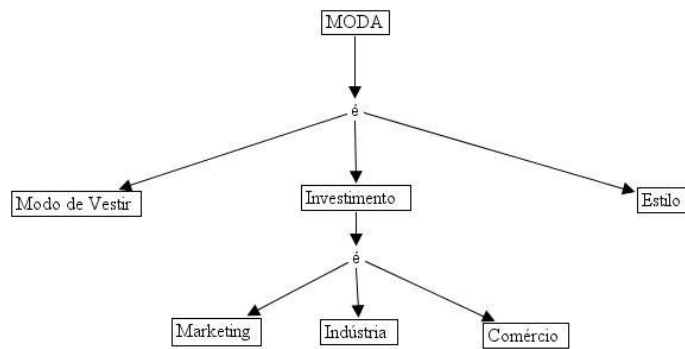 MODA
é
Modo de Vestir
Investimento
Estilo
é
Marketing
Indústria
Comércio